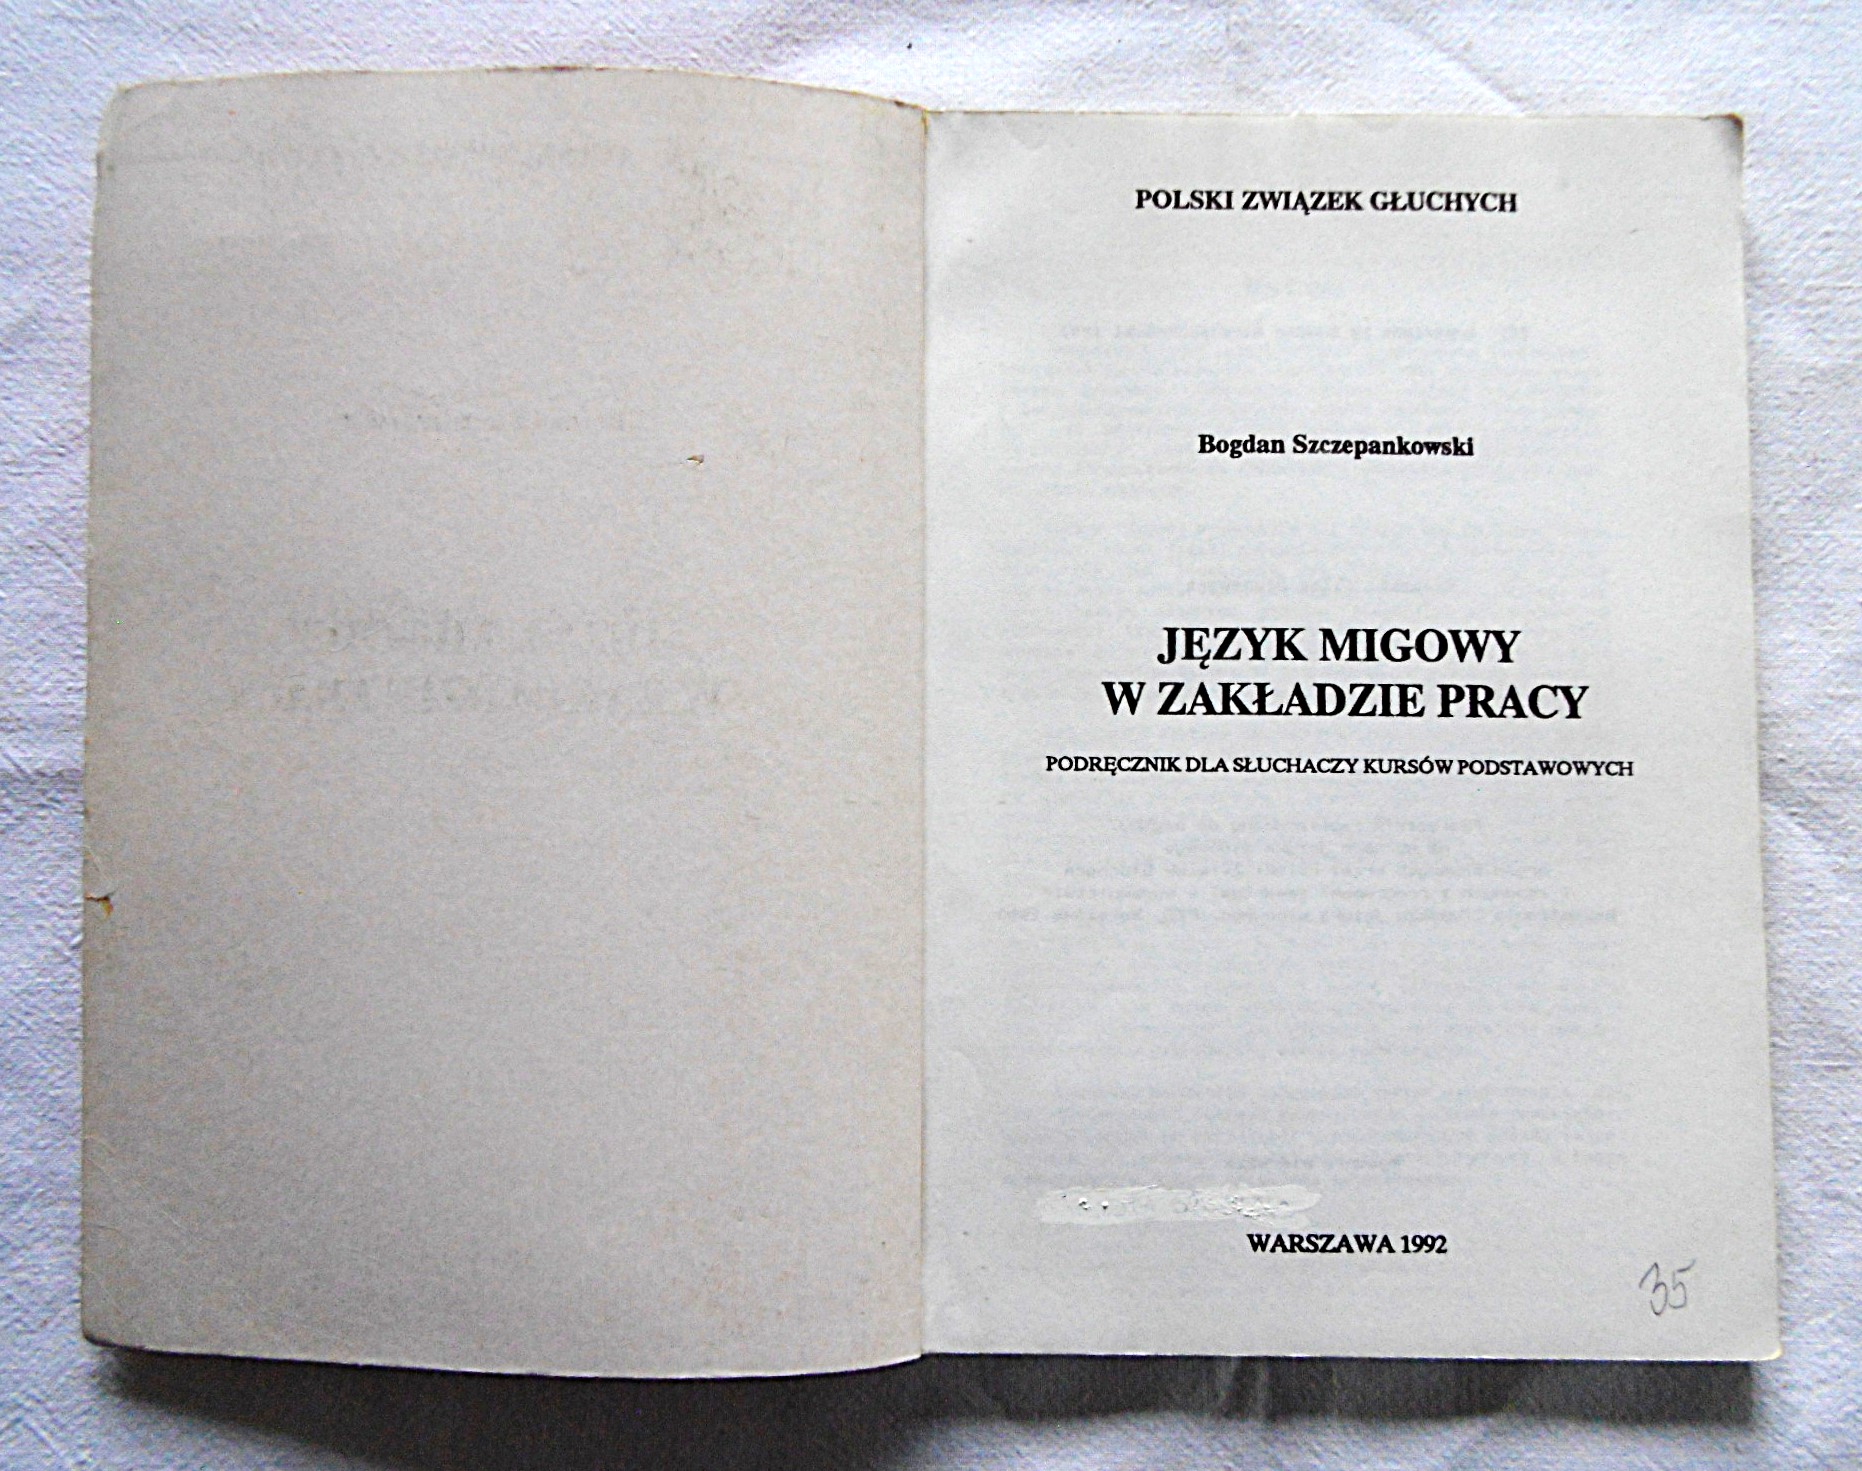 POLSKI ZWIĄZEK GŁUCHYCH
Bogdan Szczepankowski
JĘZYK MIGOWY
W ZAKŁADZIE PRACY
PODRĘCZNIK DLA SŁUCHACZY KURSÓW PODSTAWOWYCH
WARSZAWA 1992
35